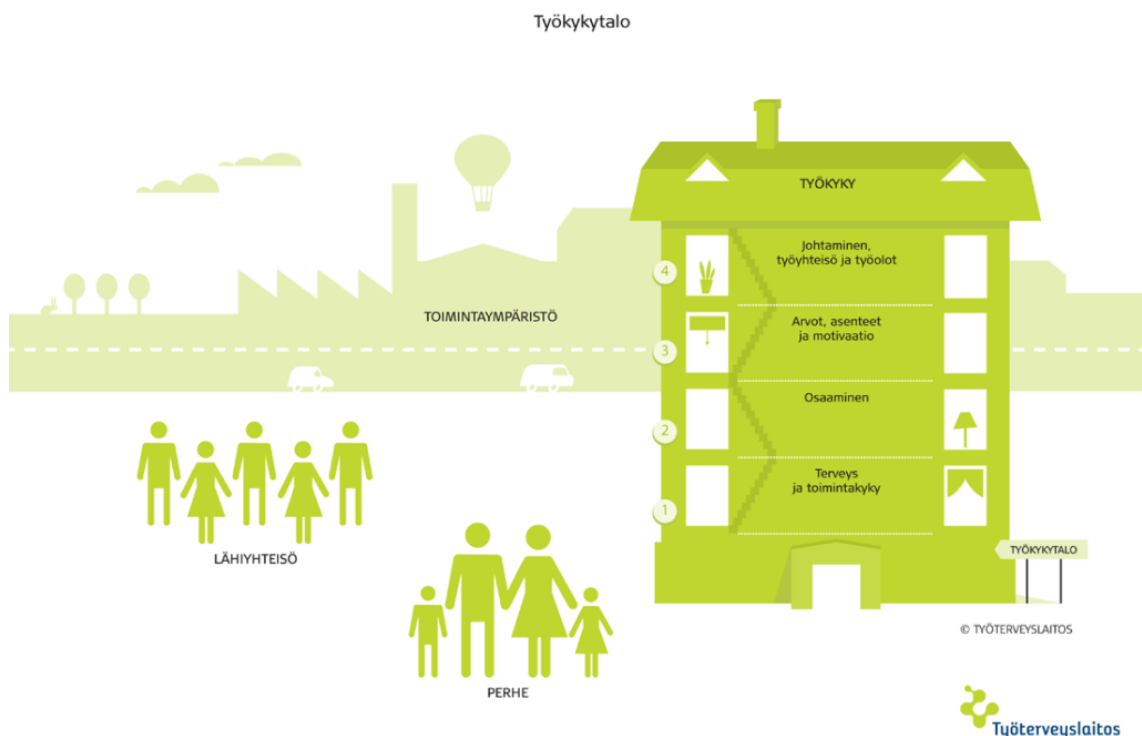 Työkykytalo
TYÖKYKY
4
Johtaminen,
työyhteisö ja työolot
3
Arvot, asenteet
ja motivaatio
2
Osaaminen
1
Terveys
ja toimintakyky
TOIMINTAYMPÄRISTÖ
LÄHIYHTEISÖ
PERHE
TYÖKYKYTALO
© TYÖTERVEYSLAITOS
Työterveyslaitos